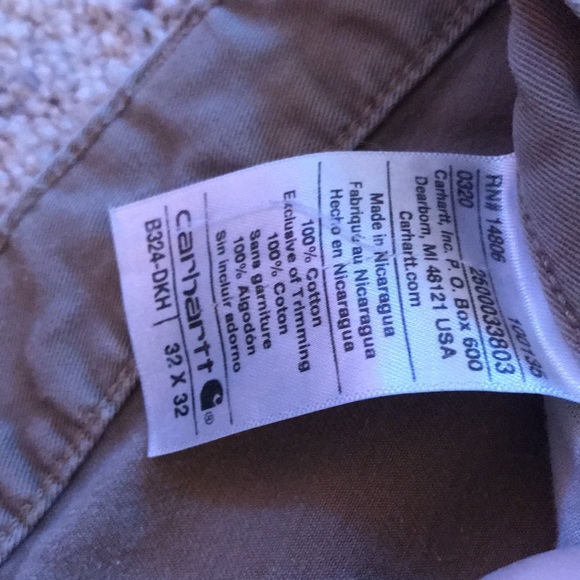 carhartt
B324-DKH 32 X 32
100% Cotton
Exclusive of Trimming
100% Coton
Sans garniture
100% Algodón
Sin incluir adorno
Made in Nicaragua
Fabriqué au Nicaragua
Hecho en Nicaragua
RN# 14806 2500033803
0320
Carhartt, Inc. P. O. Box 600
Dearborn, MI 48121 USA
Carhartt.com